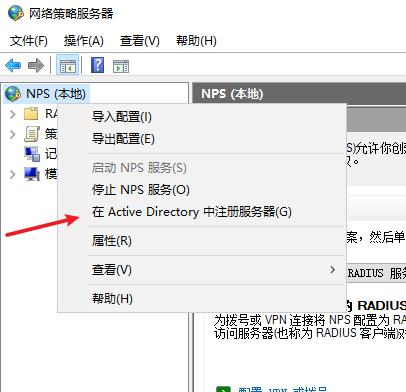 网络策略服务器
文件(F) 操作(A) 查看(V) 帮助(H)
NPS (本地)
NPS (本地)
RA
策
记
模
导入配置(I)
导出配置(E)
启动 NPS 服务(S)
停止 NPS 服务(O)
在 Active Directory 中注册服务器(G)
属性(R)
查看(V)
帮助(H)
S)允许你创
案，然后单
RADIUS 服务
RADIUS
为拨号或 VPN 连接将 NPS 配置为 RA
访问服务器(也称为 RADIUS 客户端)
配置 VPN 或拨号